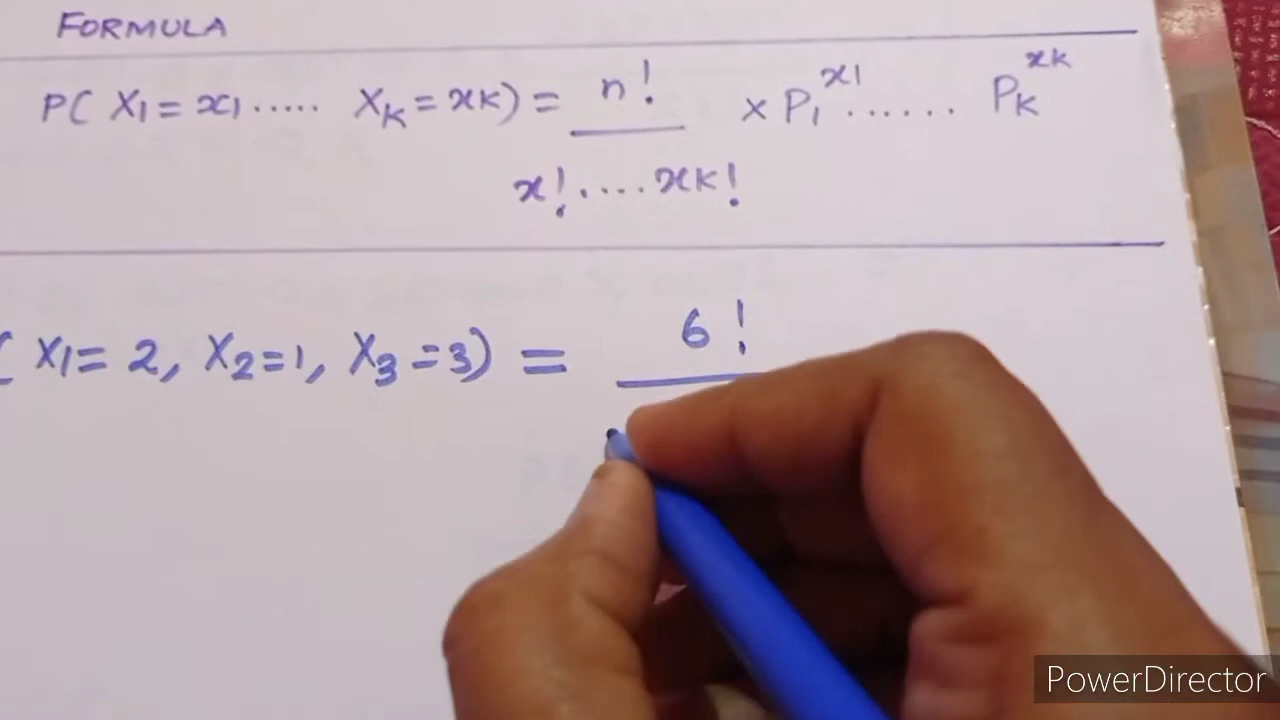 FORMULA
P( X1 = x1 ..... XK = xK) = n! × P1^x1 ...... PK^xK
x! .... xK!
( X1 = 2, X2 = 1, X3 = 3) = 6!
PowerDirector